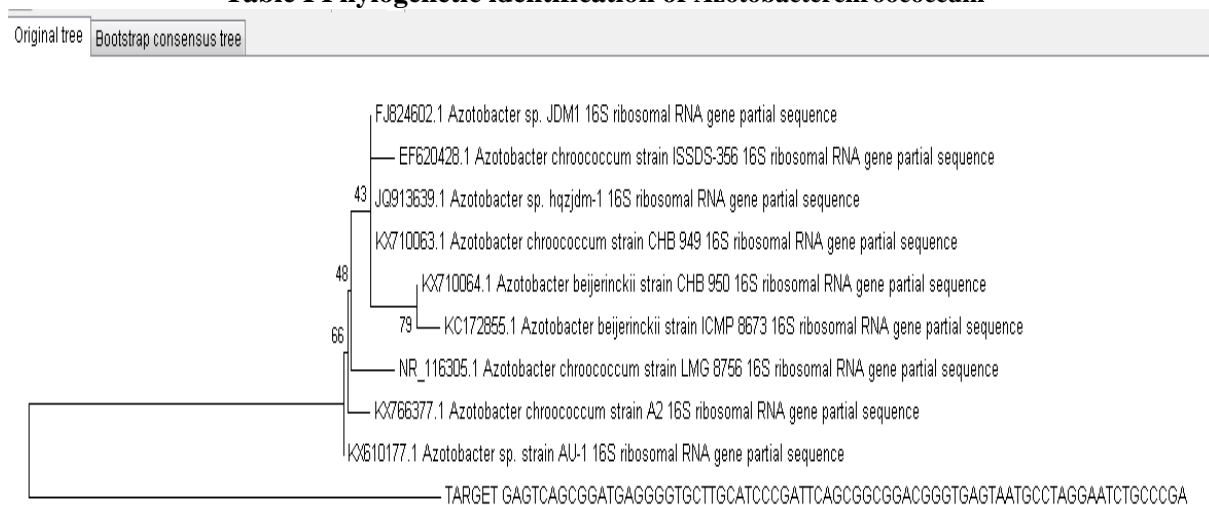 Table 1 Phylogenetic identification of Azotobacterchroococcum
Original tree Bootstrap consensus tree
FJ824602.1 Azotobacter sp. JDM1 16S ribosomal RNA gene partial sequence
EF620428.1 Azotobacter chroococcum strain ISSDS-356 16S ribosomal RNA gene partial sequence
43
JQ913639.1 Azotobacter sp. hqzjdm-1 16S ribosomal RNA gene partial sequence
KX710063.1 Azotobacter chroococcum strain CHB 949 16S ribosomal RNA gene partial sequence
48
KX710064.1 Azotobacter beijerinckii strain CHB 950 16S ribosomal RNA gene partial sequence
79
KC172855.1 Azotobacter beijerinckii strain ICMP 8673 16S ribosomal RNA gene partial sequence
66
NR_116305.1 Azotobacter chroococcum strain LMG 8756 16S ribosomal RNA gene partial sequence
KX766377.1 Azotobacter chroococcum strain A2 16S ribosomal RNA gene partial sequence
KX610177.1 Azotobacter sp. strain AU-1 16S ribosomal RNA gene partial sequence
TARGET GAGTCAGCGGATGAGGGGTGCTTGCATCCCGATTCAGCGGCGGACGGGTGAGTAATGCCTAGGAATCTGCCCGA